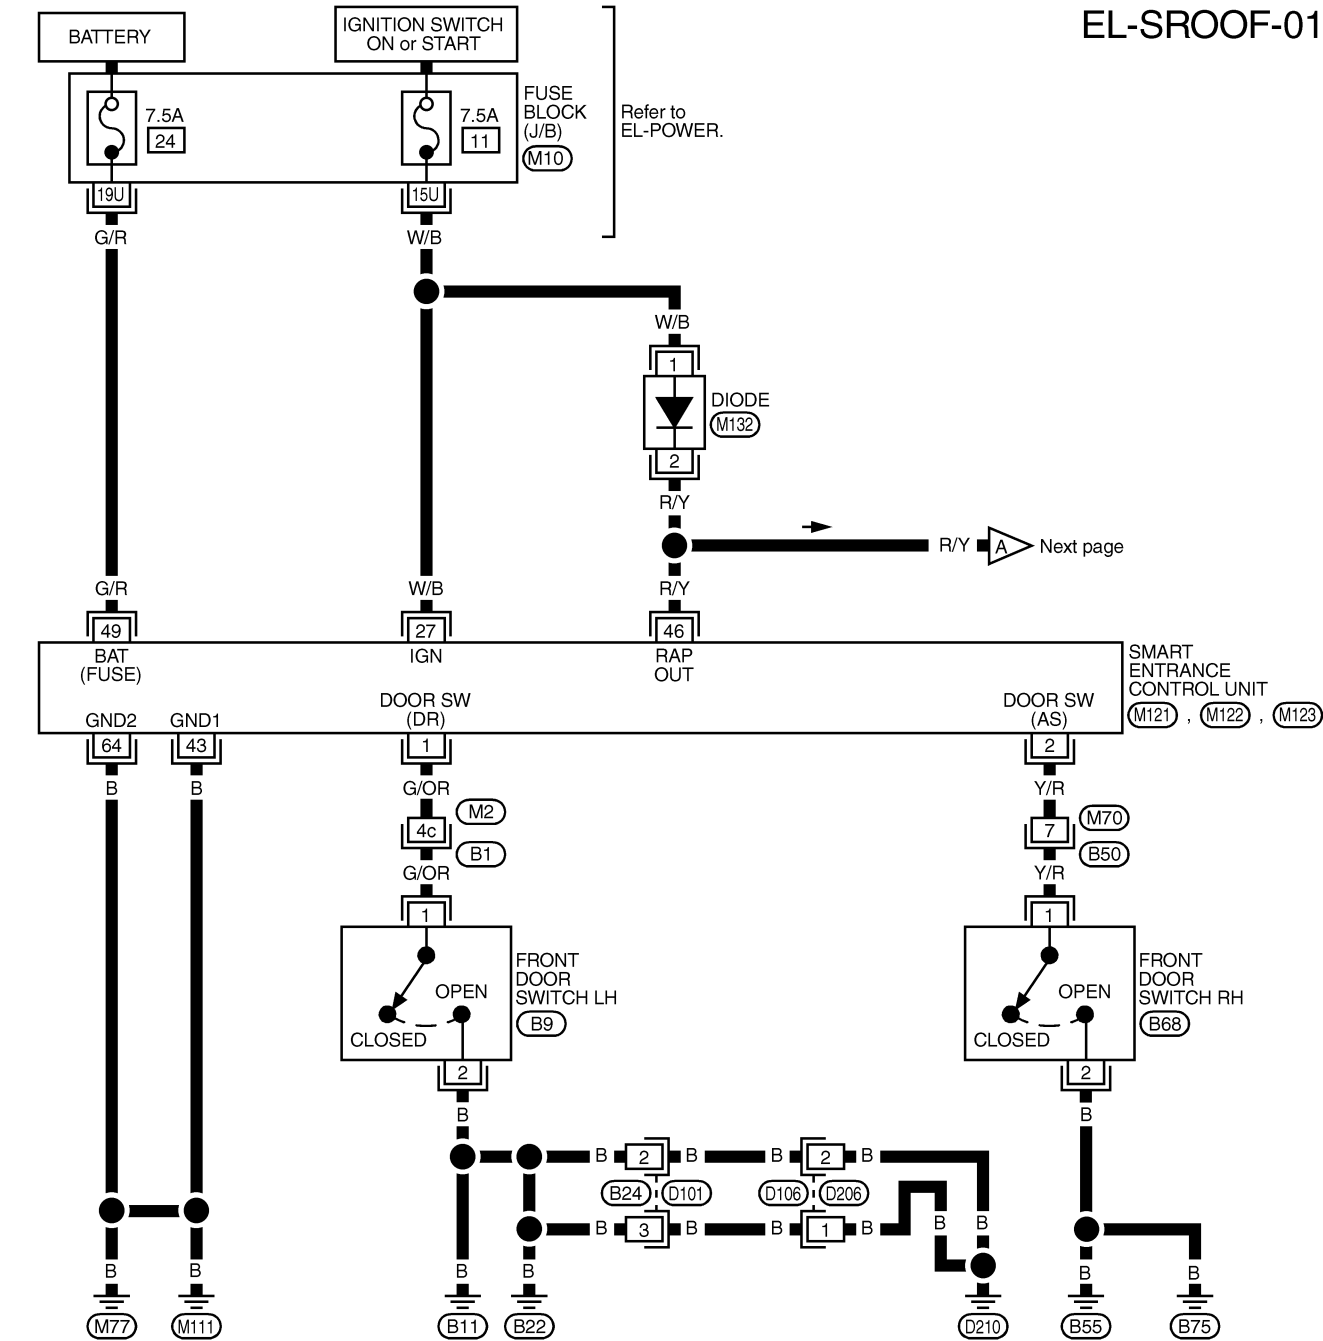 EL-SROOF-01
BATTERY
IGNITION SWITCH
ON or START
7.5A
24
7.5A
11
FUSE
BLOCK
(J/B)
M10
Refer to
EL-POWER.
19U
15U
G/R
W/B
W/B
1
DIODE
M132
2
R/Y
R/Y
A
Next page
G/R
W/B
R/Y
49
27
46
BAT
(FUSE)
IGN
RAP
OUT
SMART
ENTRANCE
CONTROL UNIT
M121 , M122 , M123
GND2
GND1
DOOR SW
(DR)
DOOR SW
(AS)
64
43
1
2
B
B
G/OR
Y/R
M2
4c
B1
M70
7
B50
G/OR
Y/R
1
1
FRONT
DOOR
SWITCH LH
B9
OPEN
CLOSED
FRONT
DOOR
SWITCH RH
B68
OPEN
CLOSED
2
2
B
B
B
2
B
B
2
B
B24
D101
D106
D206
B
3
B
B
1
B
B
B
B
B
B
B
B
B
M77
M111
B11
B22
D210
B55
B75